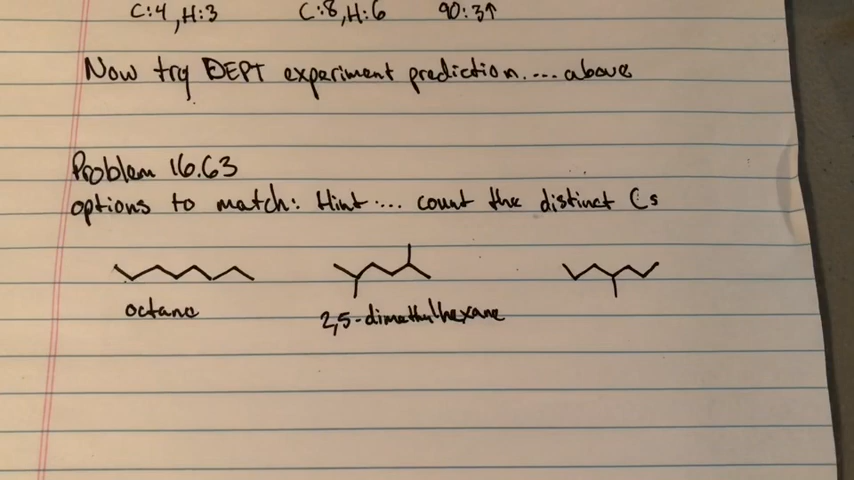 C:4, H:3 C:8, H:6 90:3↑
Now try DEPT experiment prediction.... above
Problem 16.63
options to match: Hint.... count the distinct Cs
octane 2,5-dimethylhexane